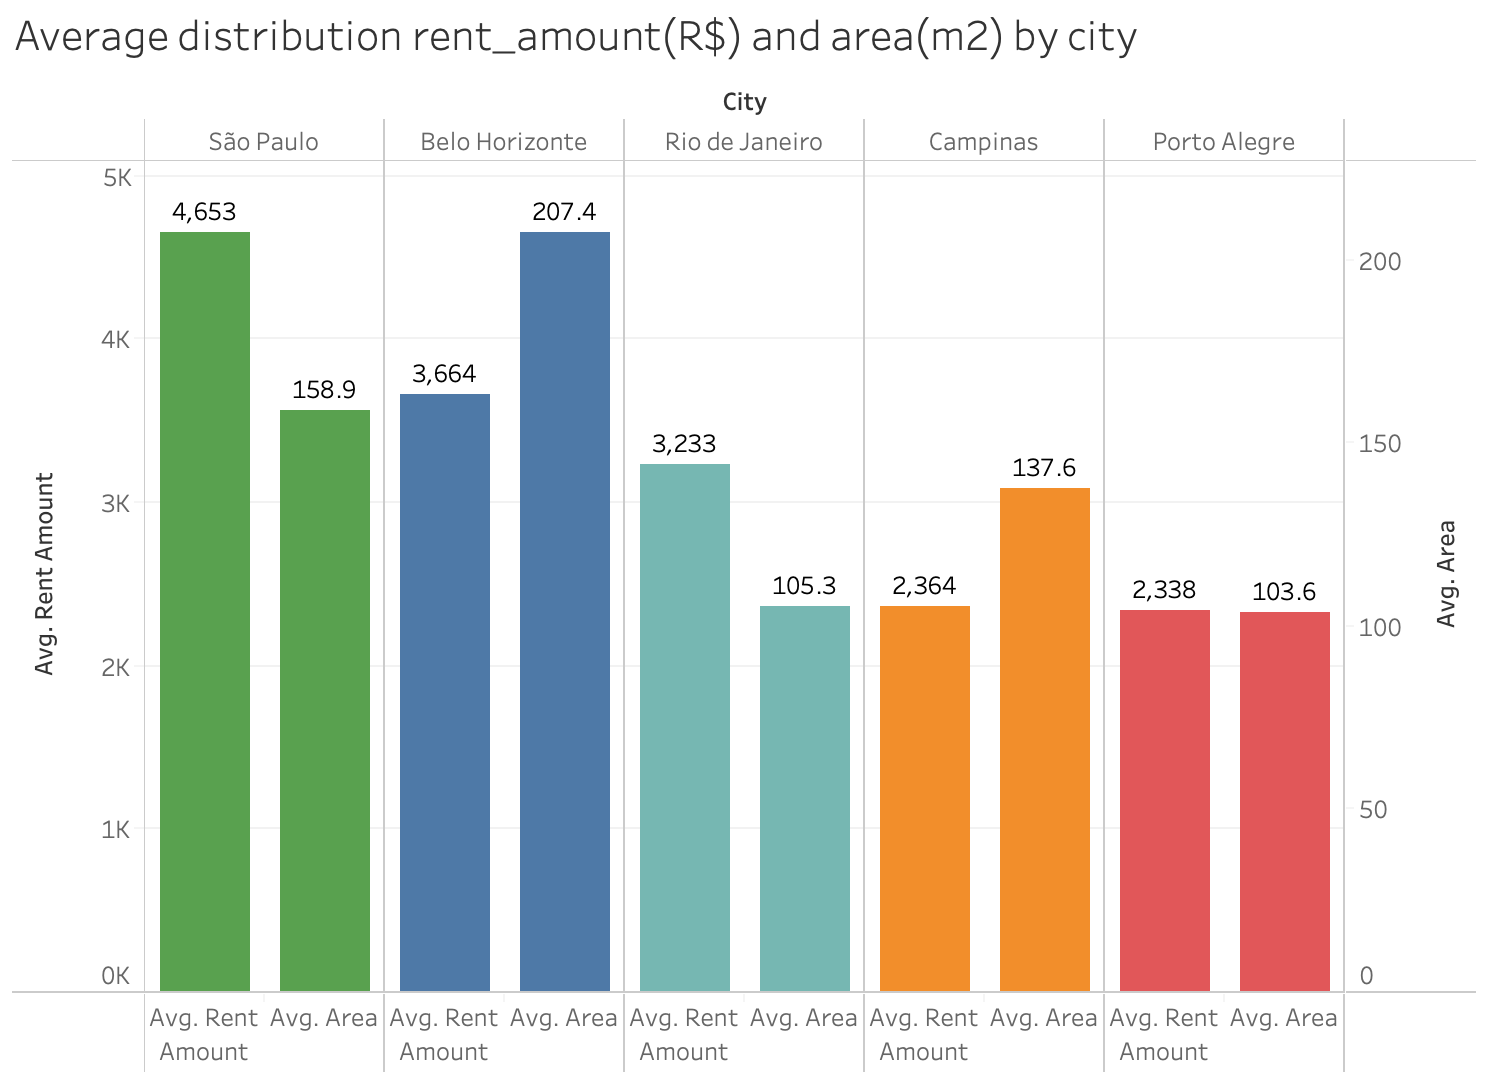 Average distribution rent_amount(R$) and area(m2) by city
City
São Paulo Belo Horizonte Rio de Janeiro Campinas Porto Alegre
5K
4,653 207.4
200
4K
3,664
158.9
3,233 150
137.6
3K
2,364 105.3 2,338 103.6
100
2K
1K
50
0K 0
Avg. Rent Amount
Avg. Area
Avg. Rent Amount Avg. Area Avg. Rent Amount Avg. Area Avg. Rent Amount Avg. Area Avg. Rent Amount Avg. Area Avg. Rent Amount Avg. Area